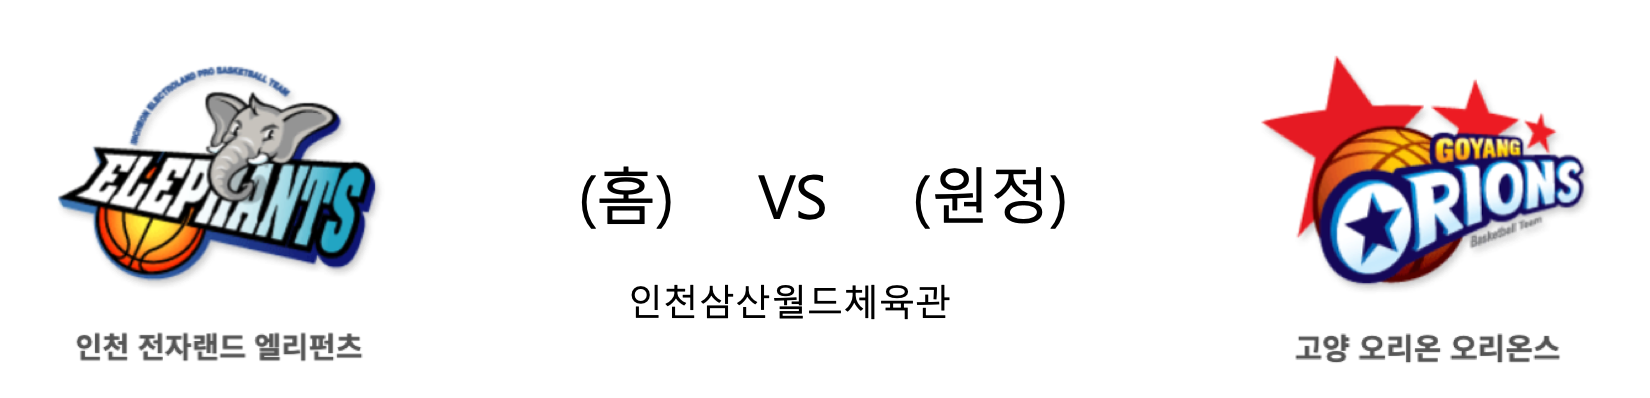 INCHEON ELECTROLAND PRO BASKETBALL TEAM
ELEPHANTS
인천 전자랜드 엘리펀츠
(홈) VS (원정)
인천삼산월드체육관
GOYANG
ORIONS
Basketball Team
고양 오리온 오리온스